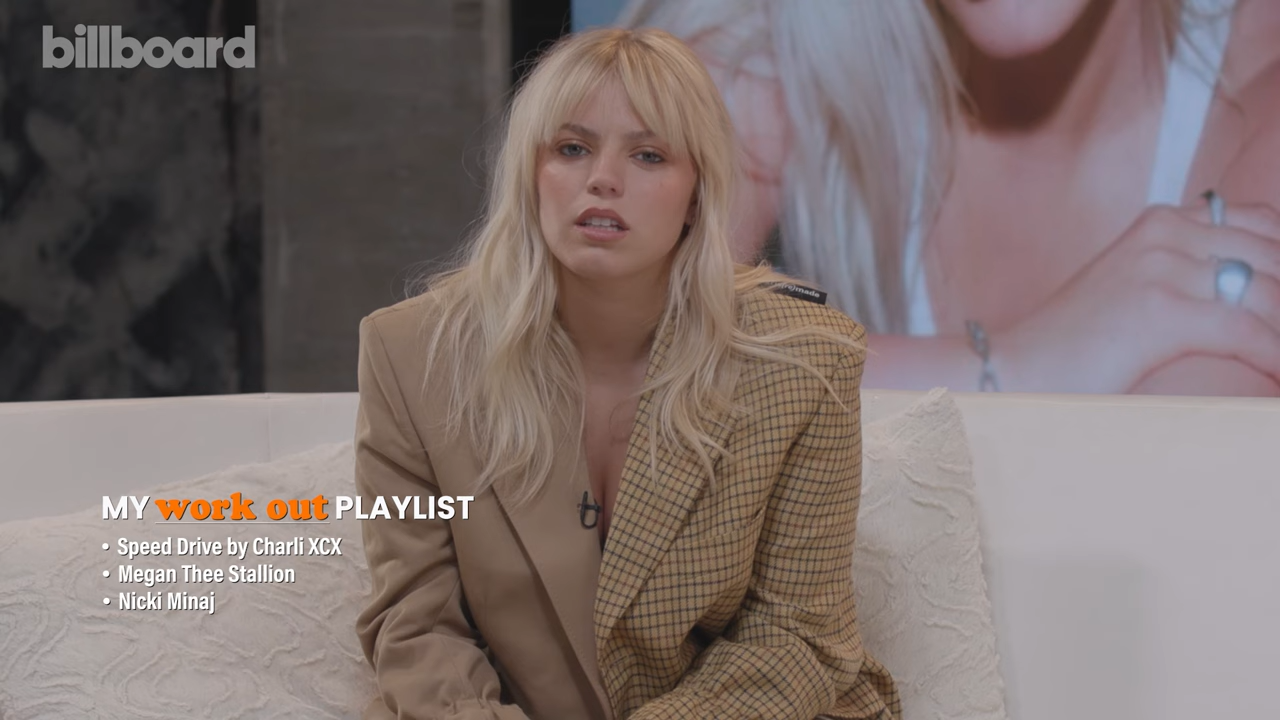 billboard
MY work out PLAYLIST
• Speed Drive by Charli XCX
• Megan Thee Stallion
• Nicki Minaj